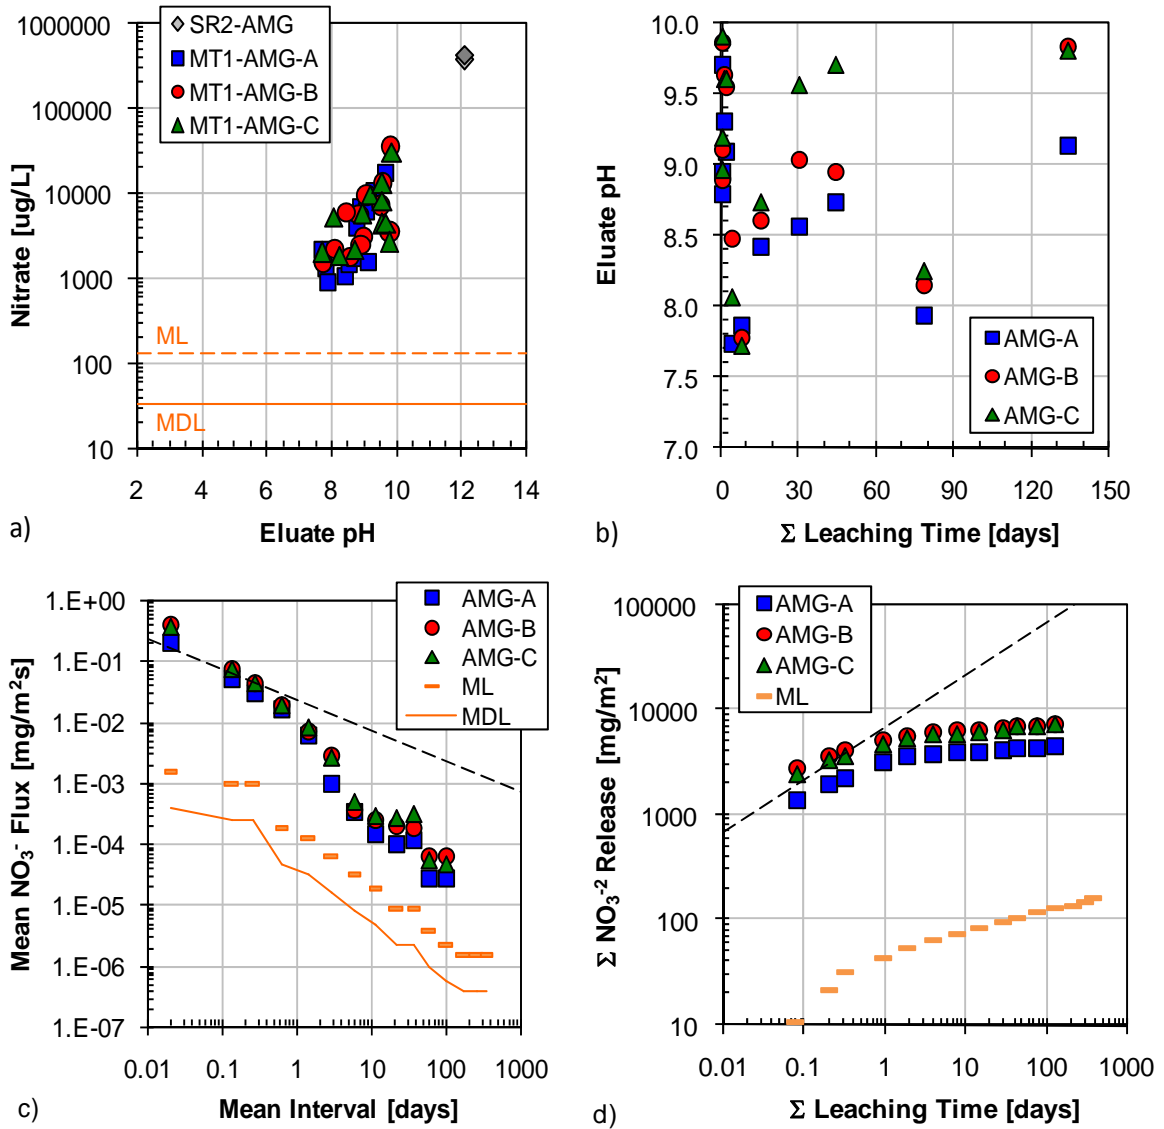 1000000
100000
10000
1000
100
10
Nitrate [ug/L]
SR2-AMG
MT1-AMG-A
MT1-AMG-B
MT1-AMG-C
ML
MDL
2 4 6 8 10 12 14
Eluate pH
a)
10.0
9.5
9.0
8.5
8.0
7.5
7.0
Eluate pH
AMG-A
AMG-B
AMG-C
0 30 60 90 120 150
Σ Leaching Time [days]
b)
1.E+00
1.E-01
1.E-02
1.E-03
1.E-04
1.E-05
1.E-06
1.E-07
Mean NO₃⁻ Flux [mg/m²s]
AMG-A
AMG-B
AMG-C
ML
MDL
0.01 0.1 1 10 100 1000
Mean Interval [days]
c)
100000
10000
1000
100
10
Σ NO₃⁻² Release [mg/m²]
AMG-A
AMG-B
AMG-C
ML
0.01 0.1 1 10 100 1000
Σ Leaching Time [days]
d)